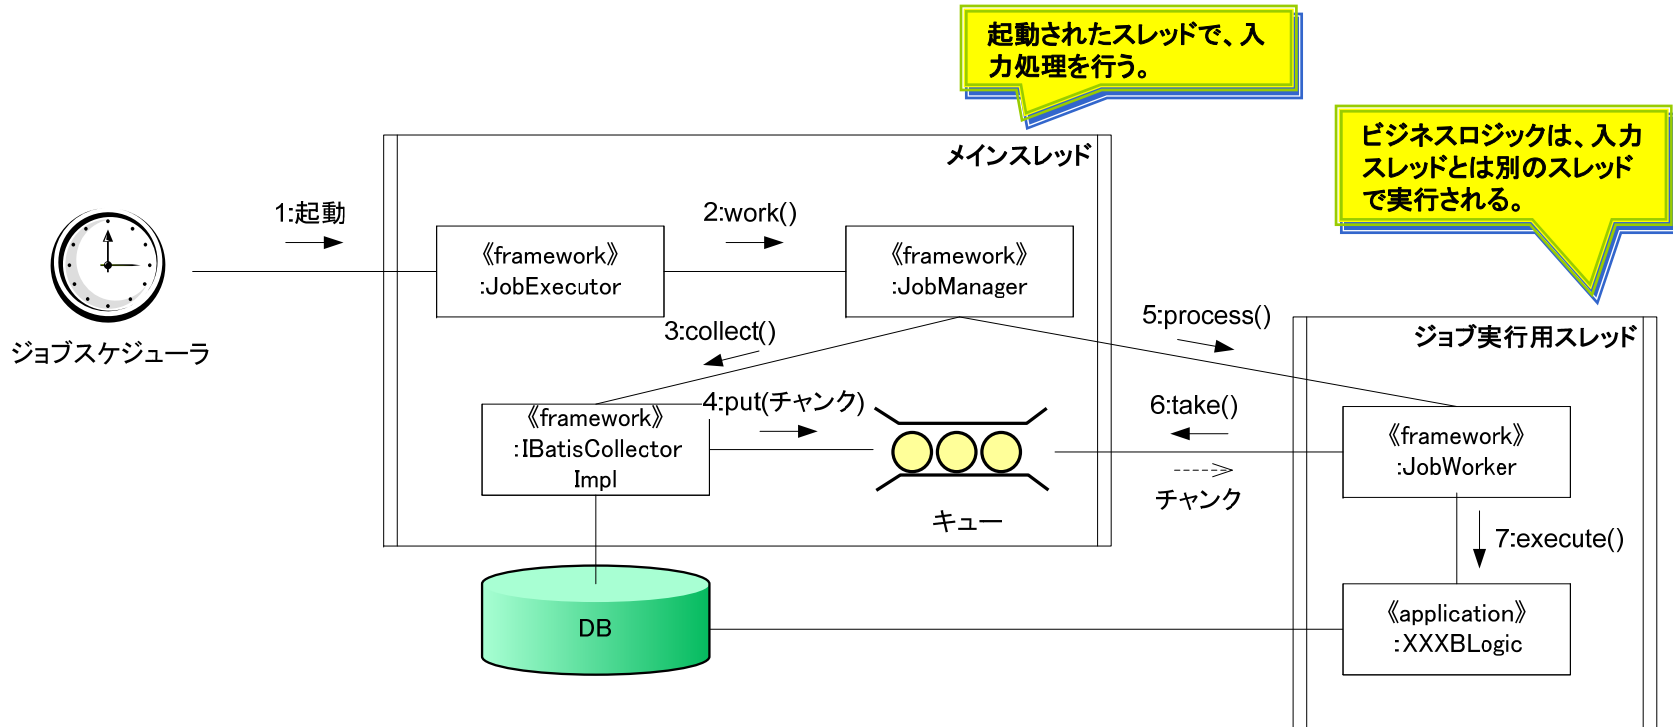 起動されたスレッドで、入
力処理を行う。
ビジネスロジックは、入力
スレッドとは別のスレッド
で実行される。
メインスレッド
1:起動
2:work()
《framework》
:JobExecutor
《framework》
:JobManager
ジョブスケジューラ
3:collect()
5:process()
ジョブ実行用スレッド
4:put(チャンク)
6:take()
《framework》
:IBatisCollector
Impl
《framework》
:JobWorker
チャンク
キュー
7:execute()
DB
《application》
:XXXBLogic